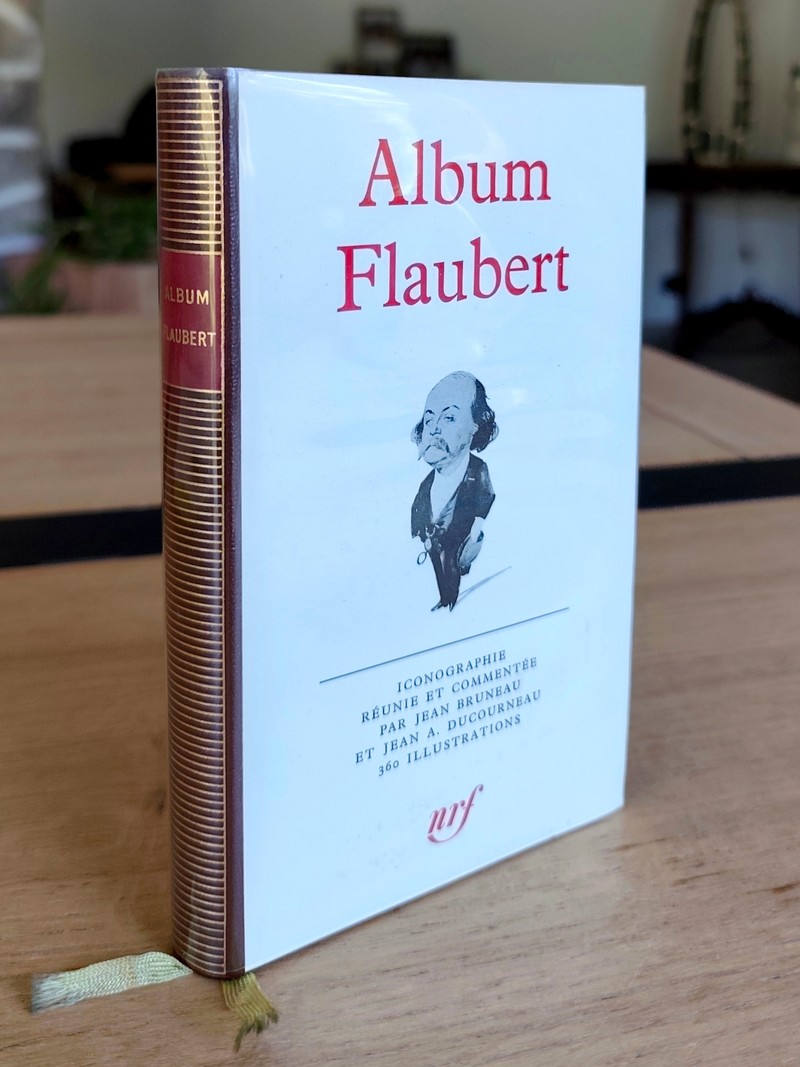 ALBUM
FLAUBERT
Album
Flaubert
ICONOGRAPHIE
RÉUNIE ET COMMENTÉE
PAR JEAN BRUNEAU
ET JEAN A. DUCOURNEAU
360 ILLUSTRATIONS
nrf